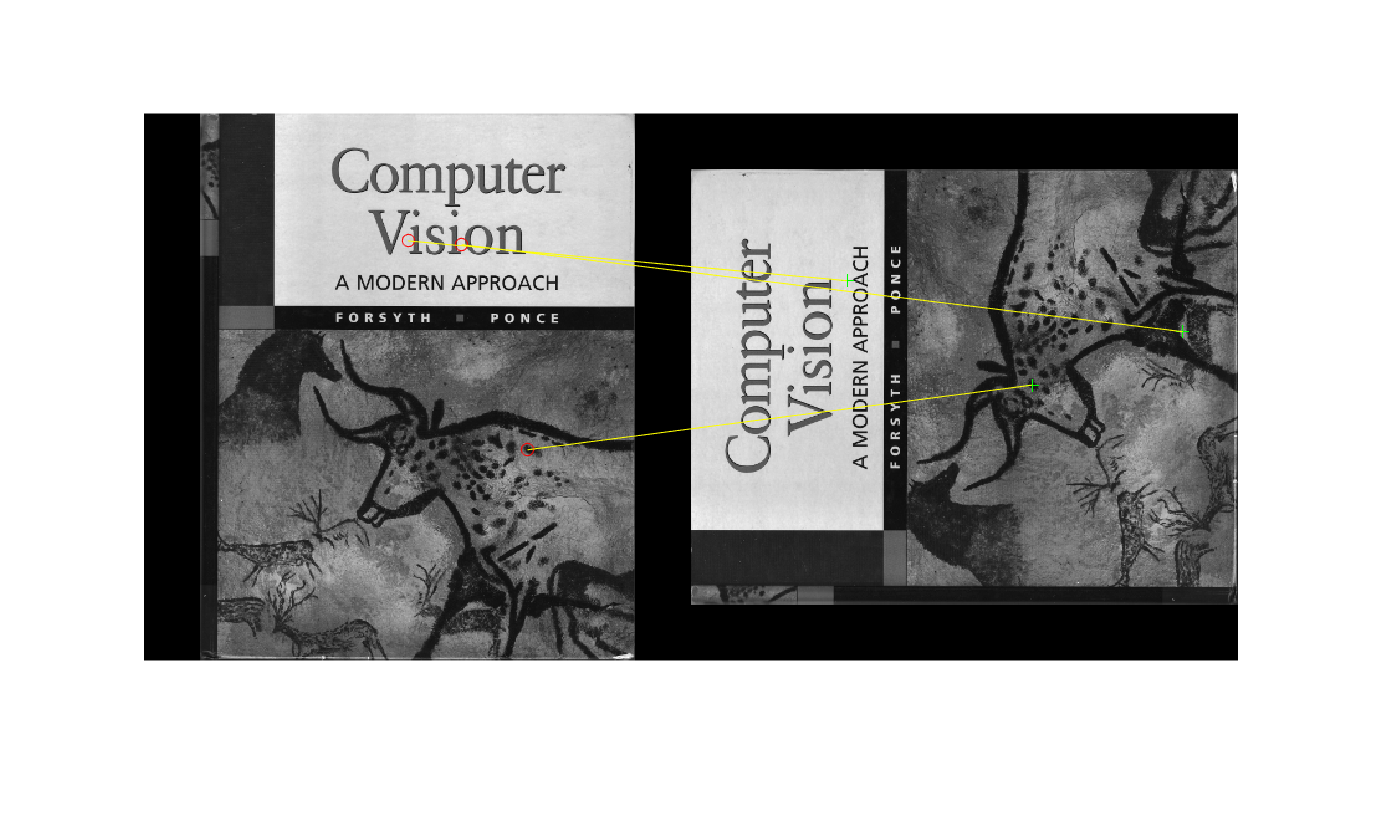 Computer
Vision
A MODERN APPROACH
FORSYTH PONCE
Computer
Vision
A MODERN APPROACH
FORSYTH PONCE